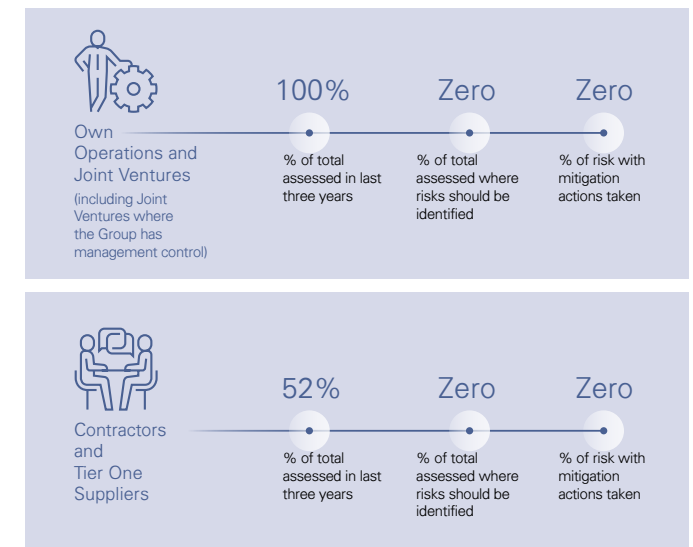 100%
Zero
Zero
Own
Operations and
Joint Ventures
(including Joint
Ventures where
the Group has
management control)
% of total
assessed in last
three years
% of total
assessed where
risks should be
identified
% of risk with
mitigation
actions taken
52%
Zero
Zero
Contractors
and
Tier One
Suppliers
% of total
assessed in last
three years
% of total
assessed where
risks should be
identified
% of risk with
mitigation
actions taken